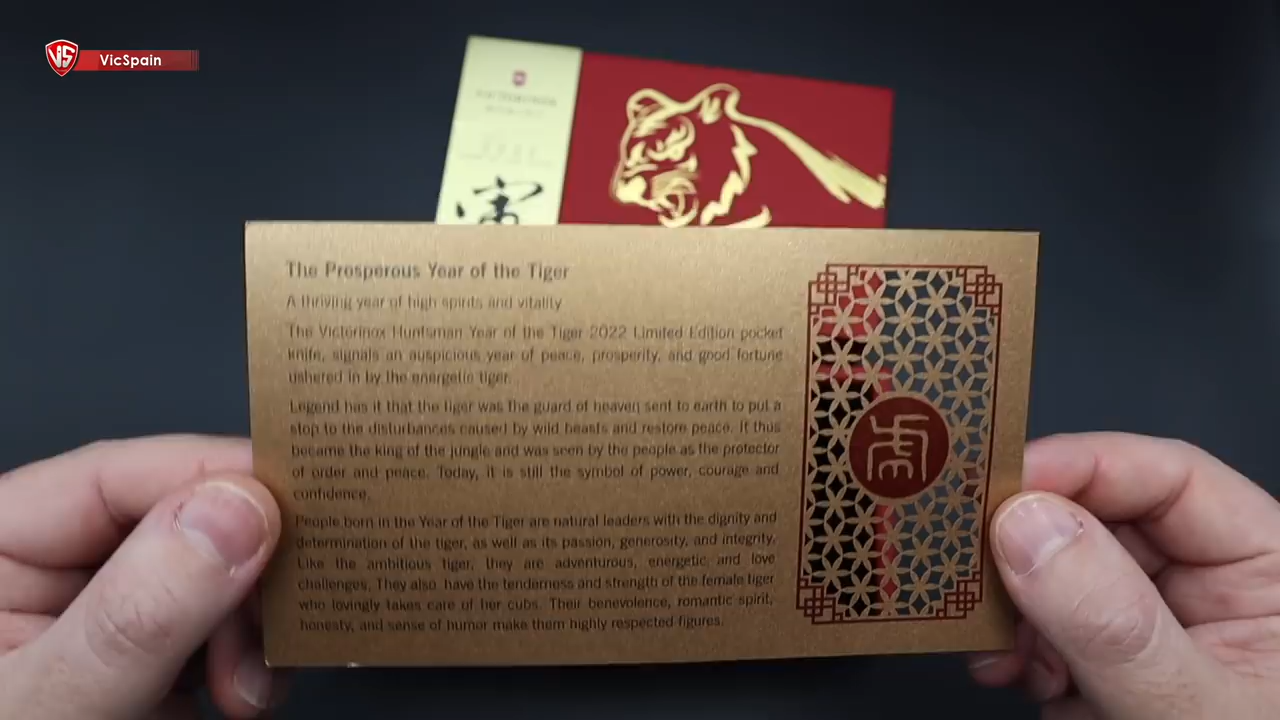 VS VicSpain
VICTORINOX
寅
The Prosperous Year of the Tiger
A thriving year of high spirits and vitality
The Victorinox Huntsman Year of the Tiger 2022 Limited Edition pocket
knife, signals an auspicious year of peace, prosperity, and good fortune
ushered in by the energetic tiger.
Legend has it that the tiger was the guard of heaven sent to earth to put a
stop to the disturbances caused by wild beasts and restore peace. It thus
became the king of the jungle and was seen by the people as the protector
of order and peace. Today, it is still the symbol of power, courage and
confidence.
People born in the Year of the Tiger are natural leaders with the dignity and
determination of the tiger, as well as its passion, generosity, and integrity.
Like the ambitious tiger, they are adventurous, energetic and love
challenges. They also have the tenderness and strength of the female tiger
who lovingly takes care of her cubs. Their benevolence, romantic spirit,
honesty, and sense of humor make them highly respected figures.